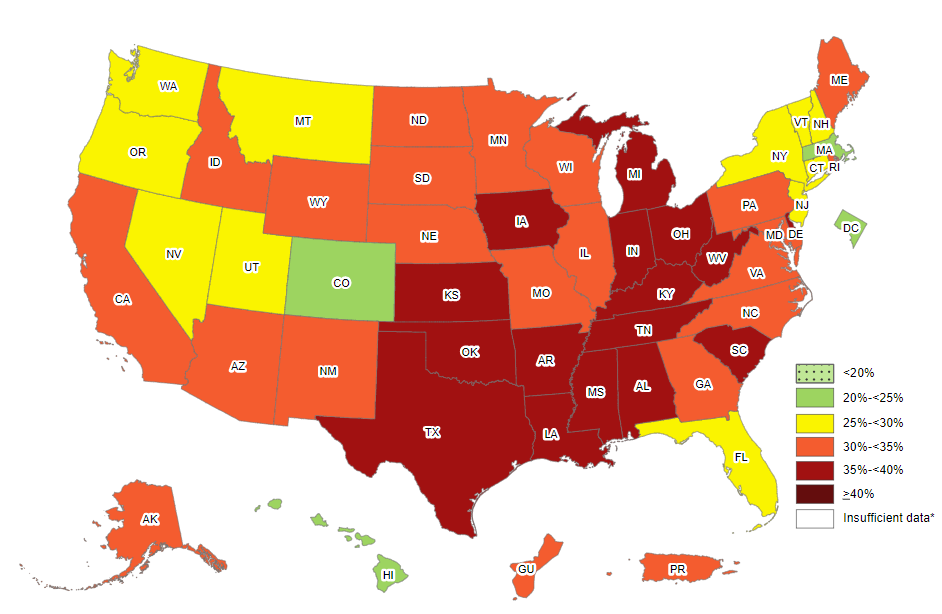 ME
WA
VT
NH
MT
ND
MN
OR
MA
NY
ID
WI
CT
RI
SD
MI
WY
PA
NJ
IA
DC
NE
OH
DE
MD
NV
IL
IN
WV
UT
CO
VA
CA
KS
MO
KY
NC
TN
OK
SC
AZ
NM
AR
GA
MS
AL
TX
LA
FL
<20%
20%-<25%
25%-<30%
30%-<35%
35%-<40%
≥40%
Insufficient data*
AK
HI
GU
PR